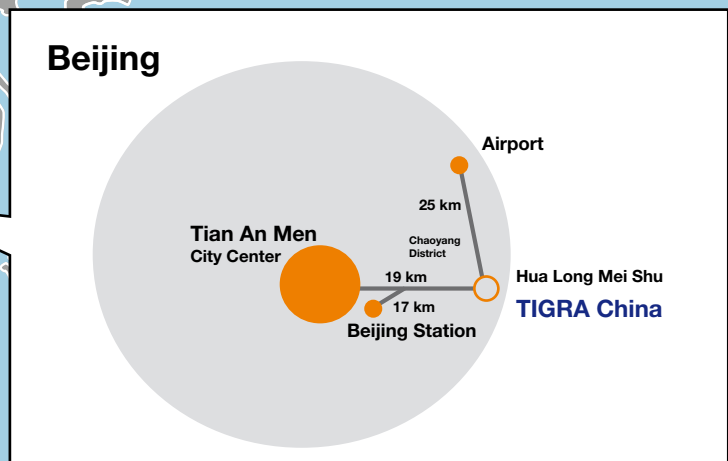 Beijing
Airport
25 km
Tian An Men
City Center
Chaoyang
District
19 km
Hua Long Mei Shu
17 km
TIGRA China
Beijing Station